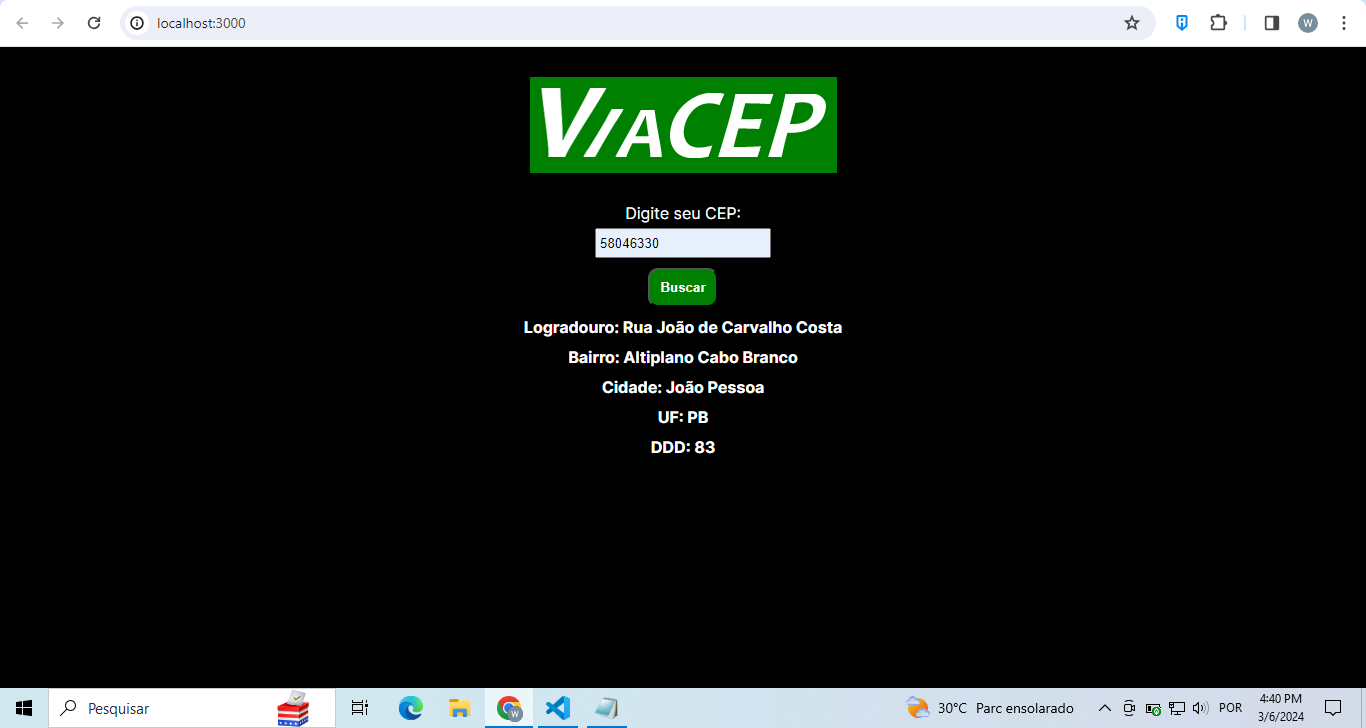 localhost:3000
W
VIACEP
Digite seu CEP:
58046330
Buscar
Logradouro: Rua João de Carvalho Costa
Bairro: Altiplano Cabo Branco
Cidade: João Pessoa
UF: PB
DDD: 83
Pesquisar
W
30°C Parc ensolarado
POR
4:40 PM
3/6/2024